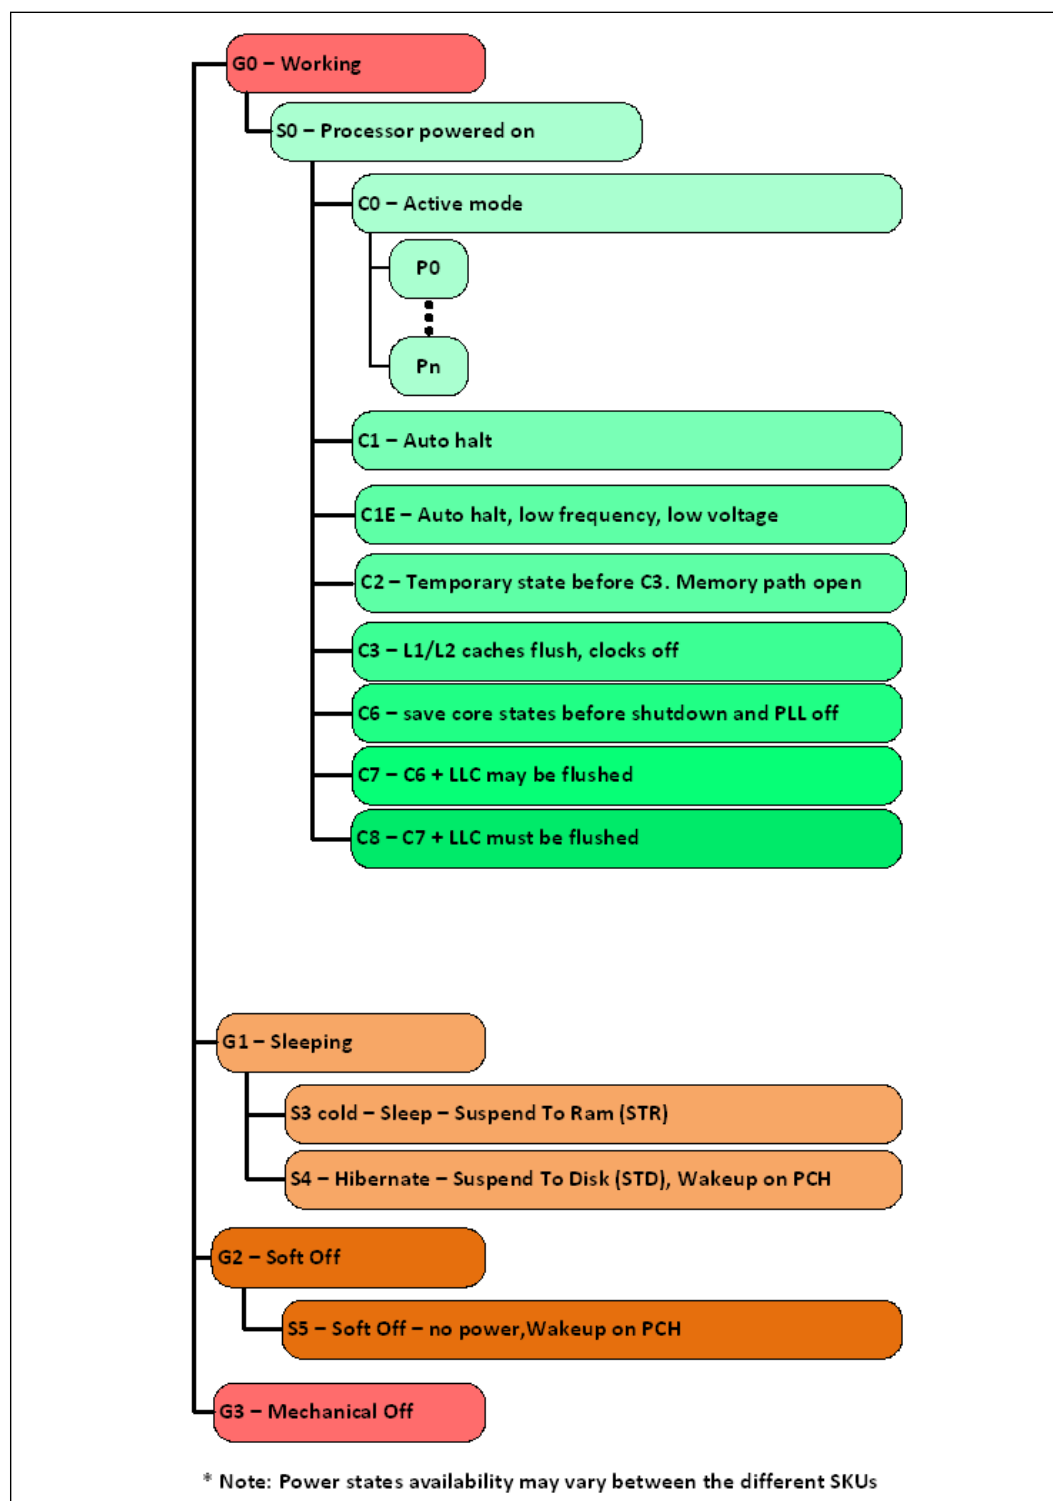 G0 – Working
S0 – Processor powered on
C0 – Active mode
P0
Pn
C1 – Auto halt
C1E – Auto halt, low frequency, low voltage
C2 – Temporary state before C3. Memory path open
C3 – L1/L2 caches flush, clocks off
C6 – save core states before shutdown and PLL off
C7 – C6 + LLC may be flushed
C8 – C7 + LLC must be flushed
G1 – Sleeping
S3 cold – Sleep – Suspend To Ram (STR)
S4 – Hibernate – Suspend To Disk (STD), Wakeup on PCH
G2 – Soft Off
S5 – Soft Off – no power,Wakeup on PCH
G3 – Mechanical Off
* Note: Power states availability may vary between the different SKUs